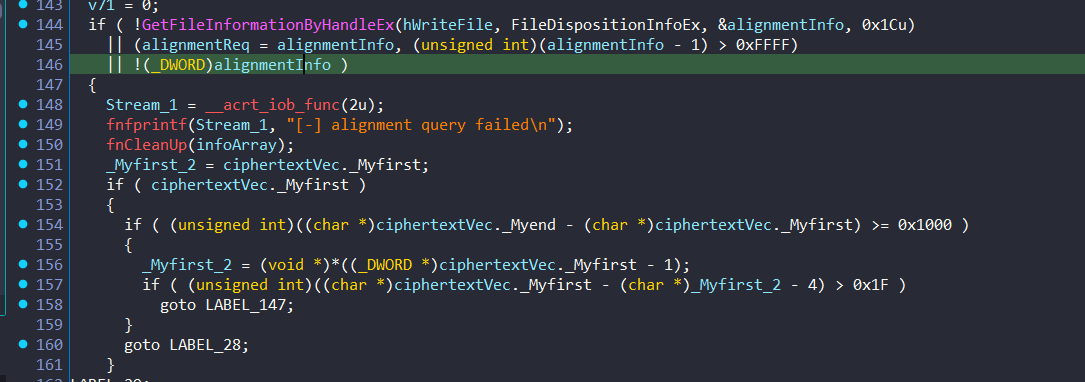 143 v71 = 0;
144 if ( !GetFileInformationByHandleEx(hWriteFile, FileDispositionInfoEx, &alignmentInfo, 0x1Cu)
145 || (alignmentReq = alignmentInfo, (unsigned int)(alignmentInfo - 1) > 0xFFFF)
146 || !(_DWORD)alignmentInfo )
147 {
148 Stream_1 = __acrt_iob_func(2u);
149 fnfprintf(Stream_1, "[-] alignment query failed\n");
150 fnCleanUp(infoArray);
151 _Myfirst_2 = ciphertextVec._Myfirst;
152 if ( ciphertextVec._Myfirst )
153 {
154 if ( (unsigned int)((char *)ciphertextVec._Myend - (char *)ciphertextVec._Myfirst) >= 0x1000 )
155 {
156 _Myfirst_2 = (void *)*((_DWORD *)ciphertextVec._Myfirst - 1);
157 if ( (unsigned int)((char *)ciphertextVec._Myfirst - (char *)_Myfirst_2 - 4) > 0x1F )
158 goto LABEL_147;
159 }
160 goto LABEL_28;
161 }